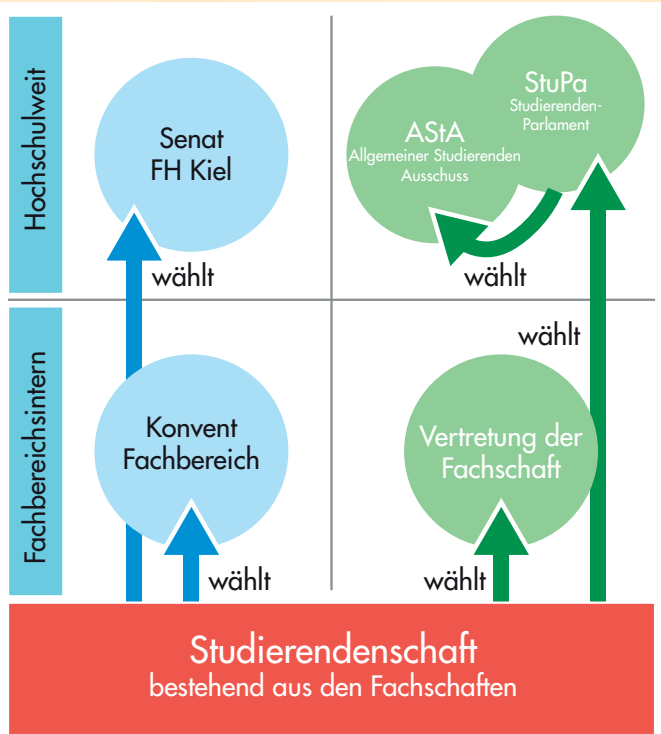 Hochschulweit
Senat
FH Kiel
wählt
StuPa
Studierenden-
Parlament
AStA
Allgemeiner Studierenden
Ausschuss
wählt
wählt
Fachbereichsintern
Konvent
Fachbereich
wählt
Vertretung der
Fachschaft
wählt
Studierendenschaft
bestehend aus den Fachschaften